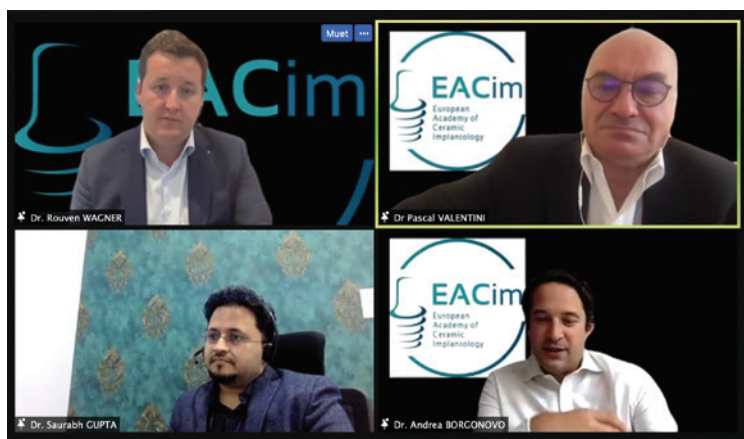 Muet
EACim
Dr. Rouven WAGNER
EACim
European
Academy of
Ceramic
Implantology
Dr Pascal VALENTINI
Dr. Saurabh GUPTA
EACim
European
Academy of
Ceramic
Implantology
Dr. Andrea BORGONOVO